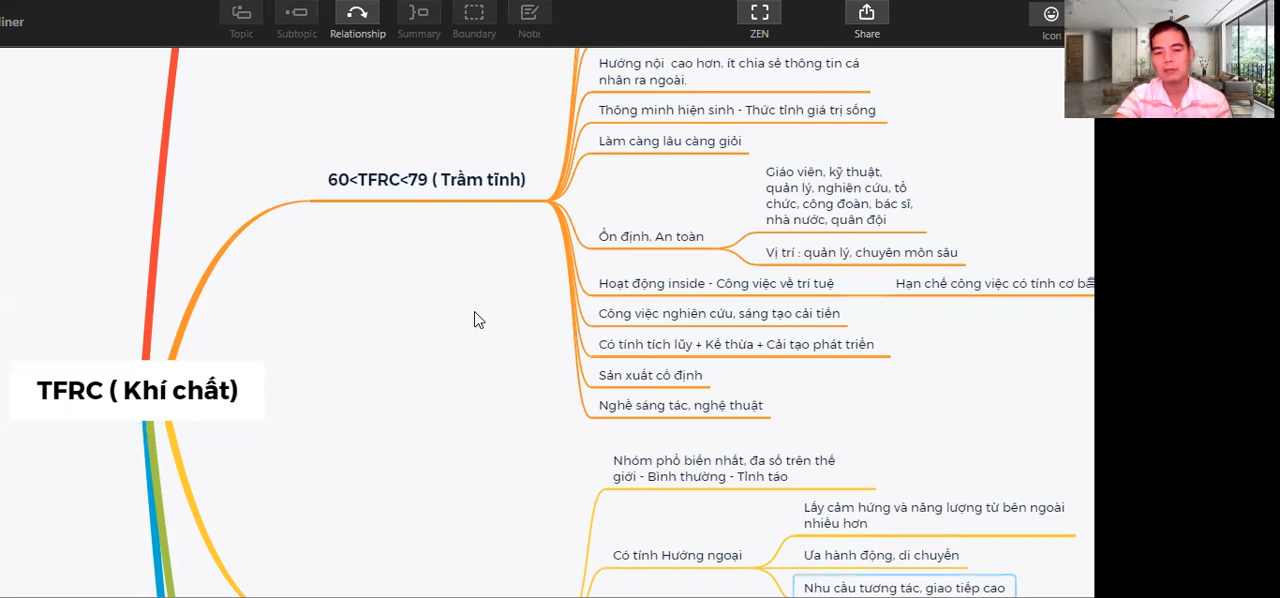 liner
Topic
Subtopic
Relationship
Summary
Boundary
Note
ZEN
Share
Icon
Hướng nội cao hơn, ít chia sẻ thông tin cá
nhân ra ngoài.
Thông minh hiện sinh - Thức tỉnh giá trị sống
Làm càng lâu càng giỏi
60<TFRC<79 ( Trầm tĩnh)
Giáo viên, kỹ thuật,
quản lý, nghiên cứu, tổ
chức, công đoàn, bác sĩ,
nhà nước, quân đội
Ổn định, An toàn
Vị trí : quản lý, chuyên môn sâu
Hoạt động inside - Công việc về trí tuệ
Hạn chế công việc có tính cơ
Công việc nghiên cứu, sáng tạo cải tiến
Có tính tích lũy + Kế thừa + Cải tạo phát triển
Sản xuất cố định
Nghề sáng tác, nghệ thuật
TFRC ( Khí chất)
Nhóm phổ biến nhất, đa số trên thế
giới - Bình thường - Tỉnh táo
Lấy cảm hứng và năng lượng từ bên ngoài
nhiều hơn
Có tính Hướng ngoại
Ưa hành động, di chuyển
Nhu cầu tương tác, giao tiếp cao